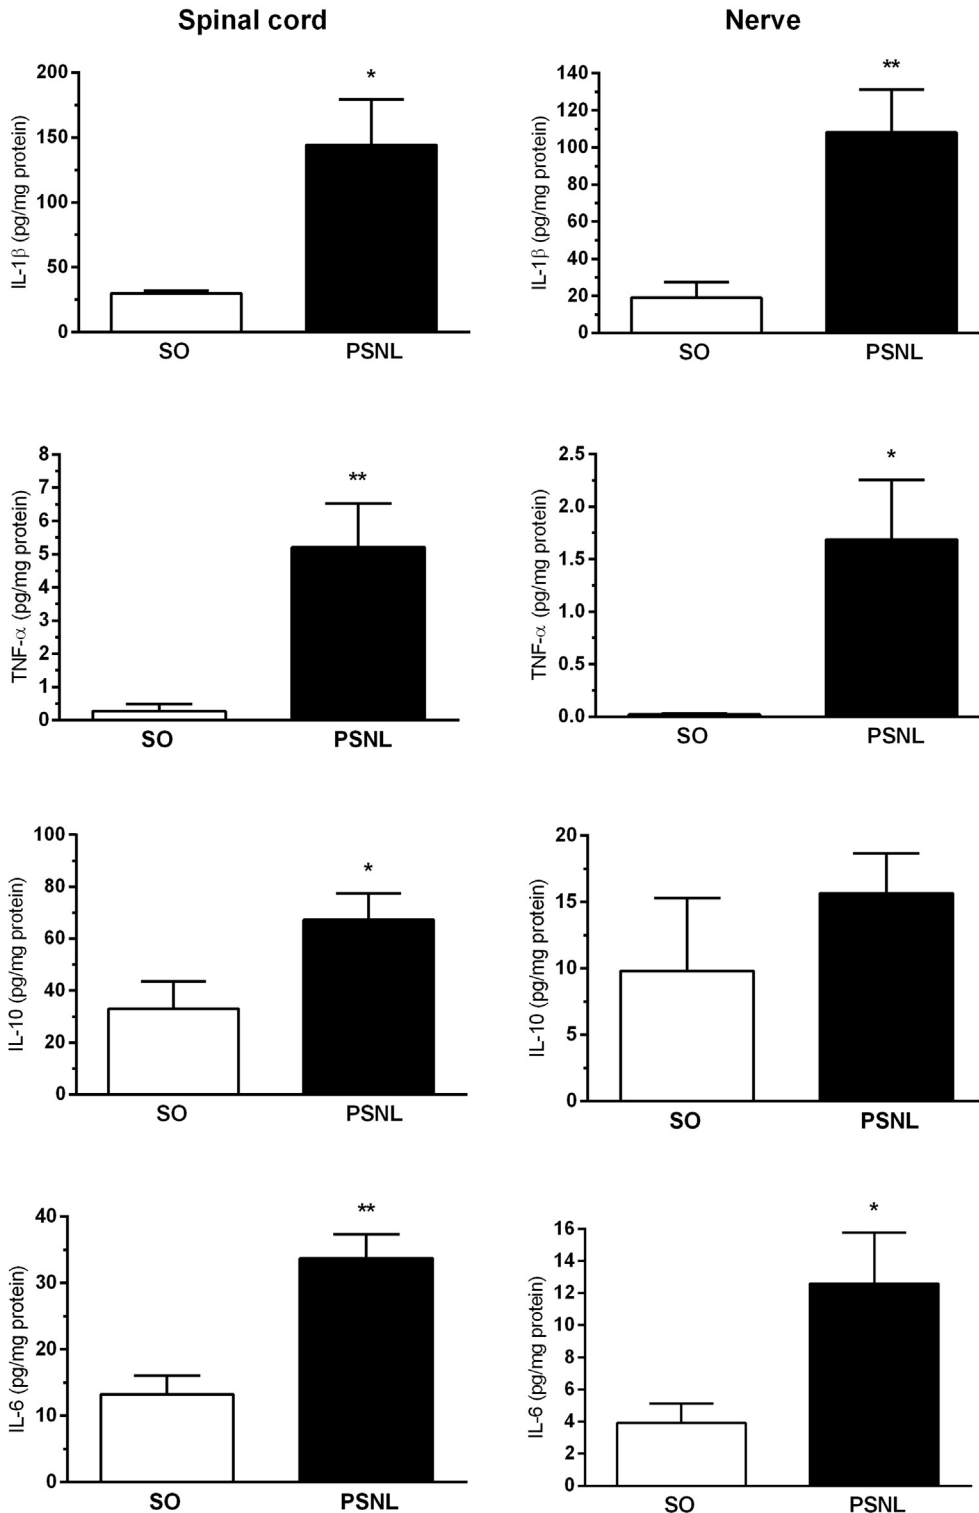 Spinal cord
Nerve
*
**
200
150
100
50
0
IL-1β (pg/mg protein)
SO
PSNL
140
120
100
80
60
40
20
0
IL-1β (pg/mg protein)
SO
PSNL
**
*
8
7
6
5
4
3
2
1
0
TNF-α (pg/mg protein)
SO
PSNL
2.5
2.0
1.5
1.0
0.5
0.0
TNF-α (pg/mg protein)
SO
PSNL
*
100
80
60
40
20
0
IL-10 (pg/mg protein)
SO
PSNL
20
15
10
5
0
IL-10 (pg/mg protein)
SO
PSNL
**
*
40
30
20
10
0
IL-6 (pg/mg protein)
SO
PSNL
16
14
12
10
8
6
4
2
0
IL-6 (pg/mg protein)
SO
PSNL